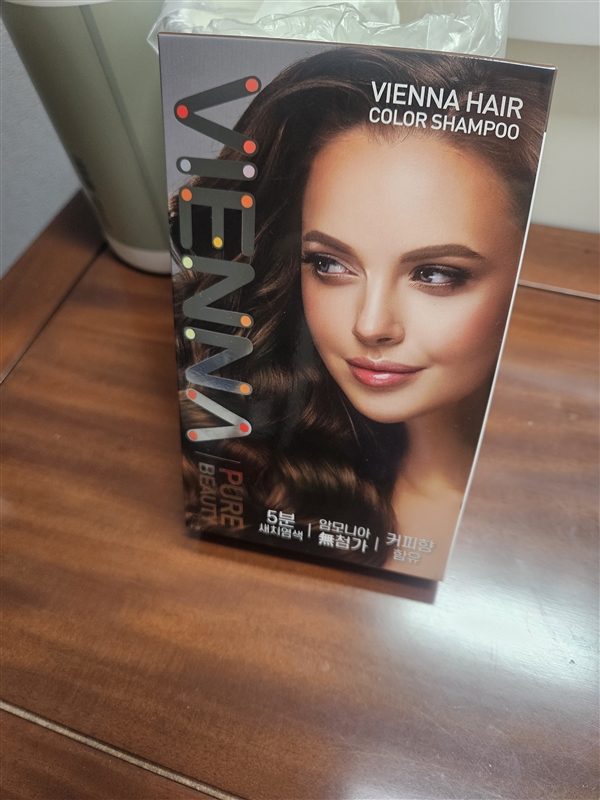 VIENNA HAIR
COLOR SHAMPOO
VIENNA
PURE
BEAUTY
5분
새치염색
암모니아
無첨가
커피향
함유